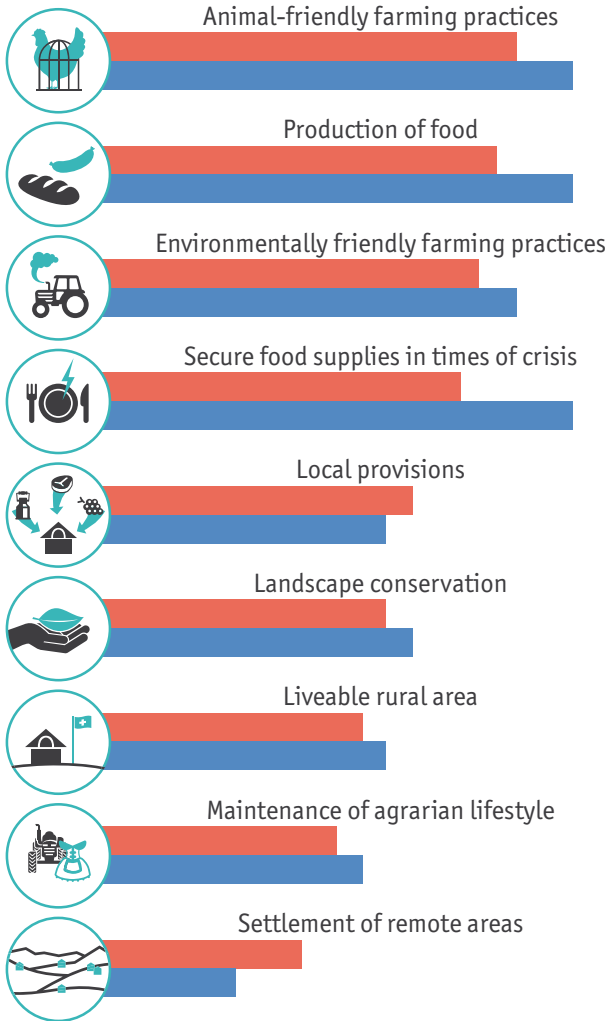 Animal-friendly farming practices
Production of food
Environmentally friendly farming practices
Secure food supplies in times of crisis
Local provisions
Landscape conservation
Liveable rural area
Maintenance of agrarian lifestyle
Settlement of remote areas